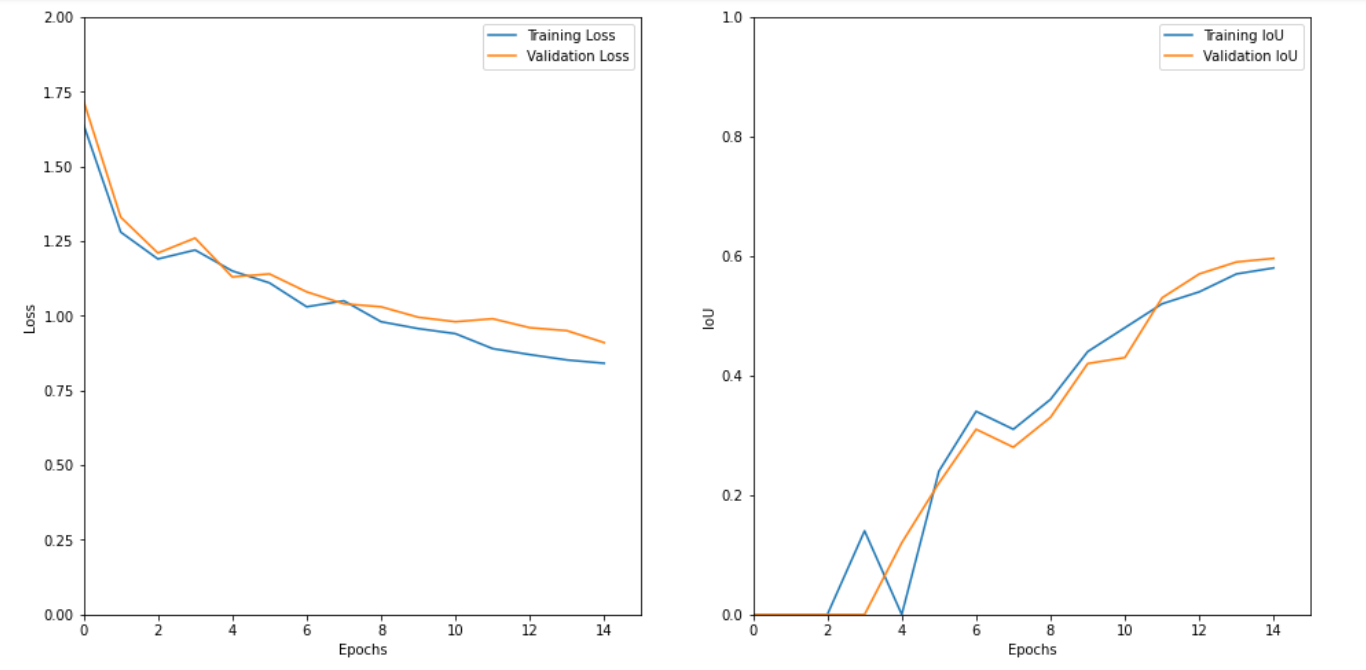 2.00
1.75
1.50
1.25
1.00
0.75
0.50
0.25
0.00
Loss
0 2 4 6 8 10 12 14
Epochs
Training Loss
Validation Loss
1.0
0.8
0.6
0.4
0.2
0.0
IoU
0 2 4 6 8 10 12 14
Epochs
Training IoU
Validation IoU